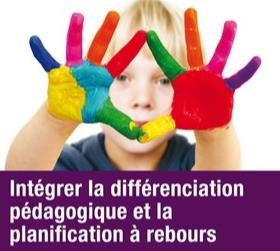 Intégrer la différenciation
pédagogique et la
planification à rebours